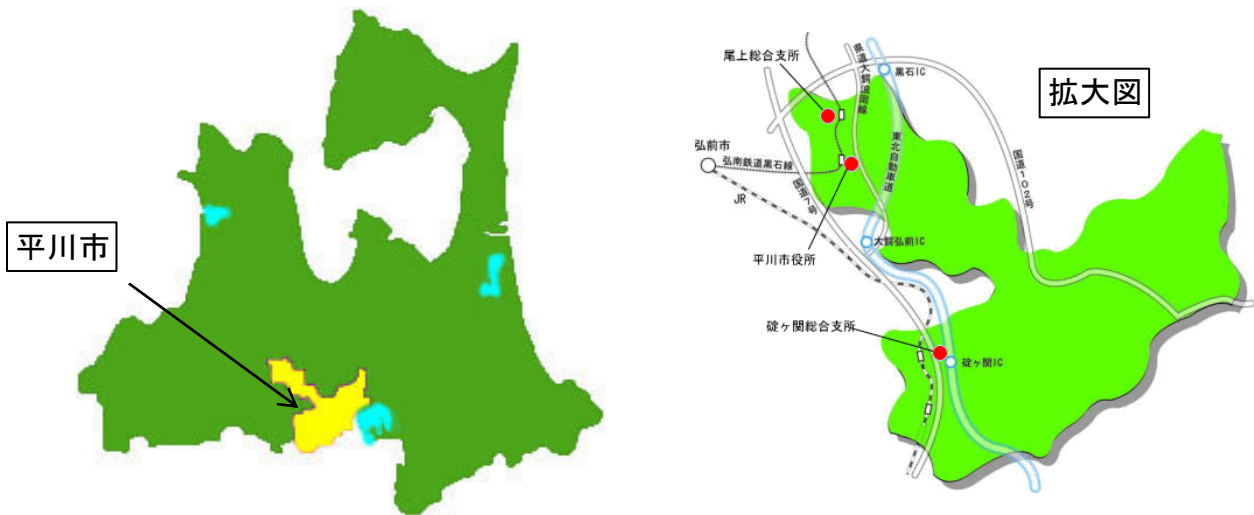 平川市
拡大図
尾上総合支所
県道大鰐浪岡線
黒石IC
弘前市
弘南鉄道黒石線
東北自動車道
国道102号
JR
国道7号
大鰐弘前IC
平川市役所
碇ヶ関総合支所
碇ヶ関IC